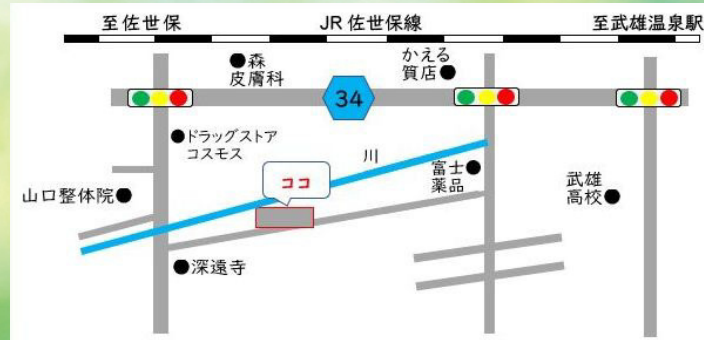 至佐世保
JR佐世保線
至武雄温泉駅
森
皮膚科
かえる
質店
34
ドラッグストア
コスモス
川
富士
薬品
ココ
山口整体院
武雄
高校
深遠寺